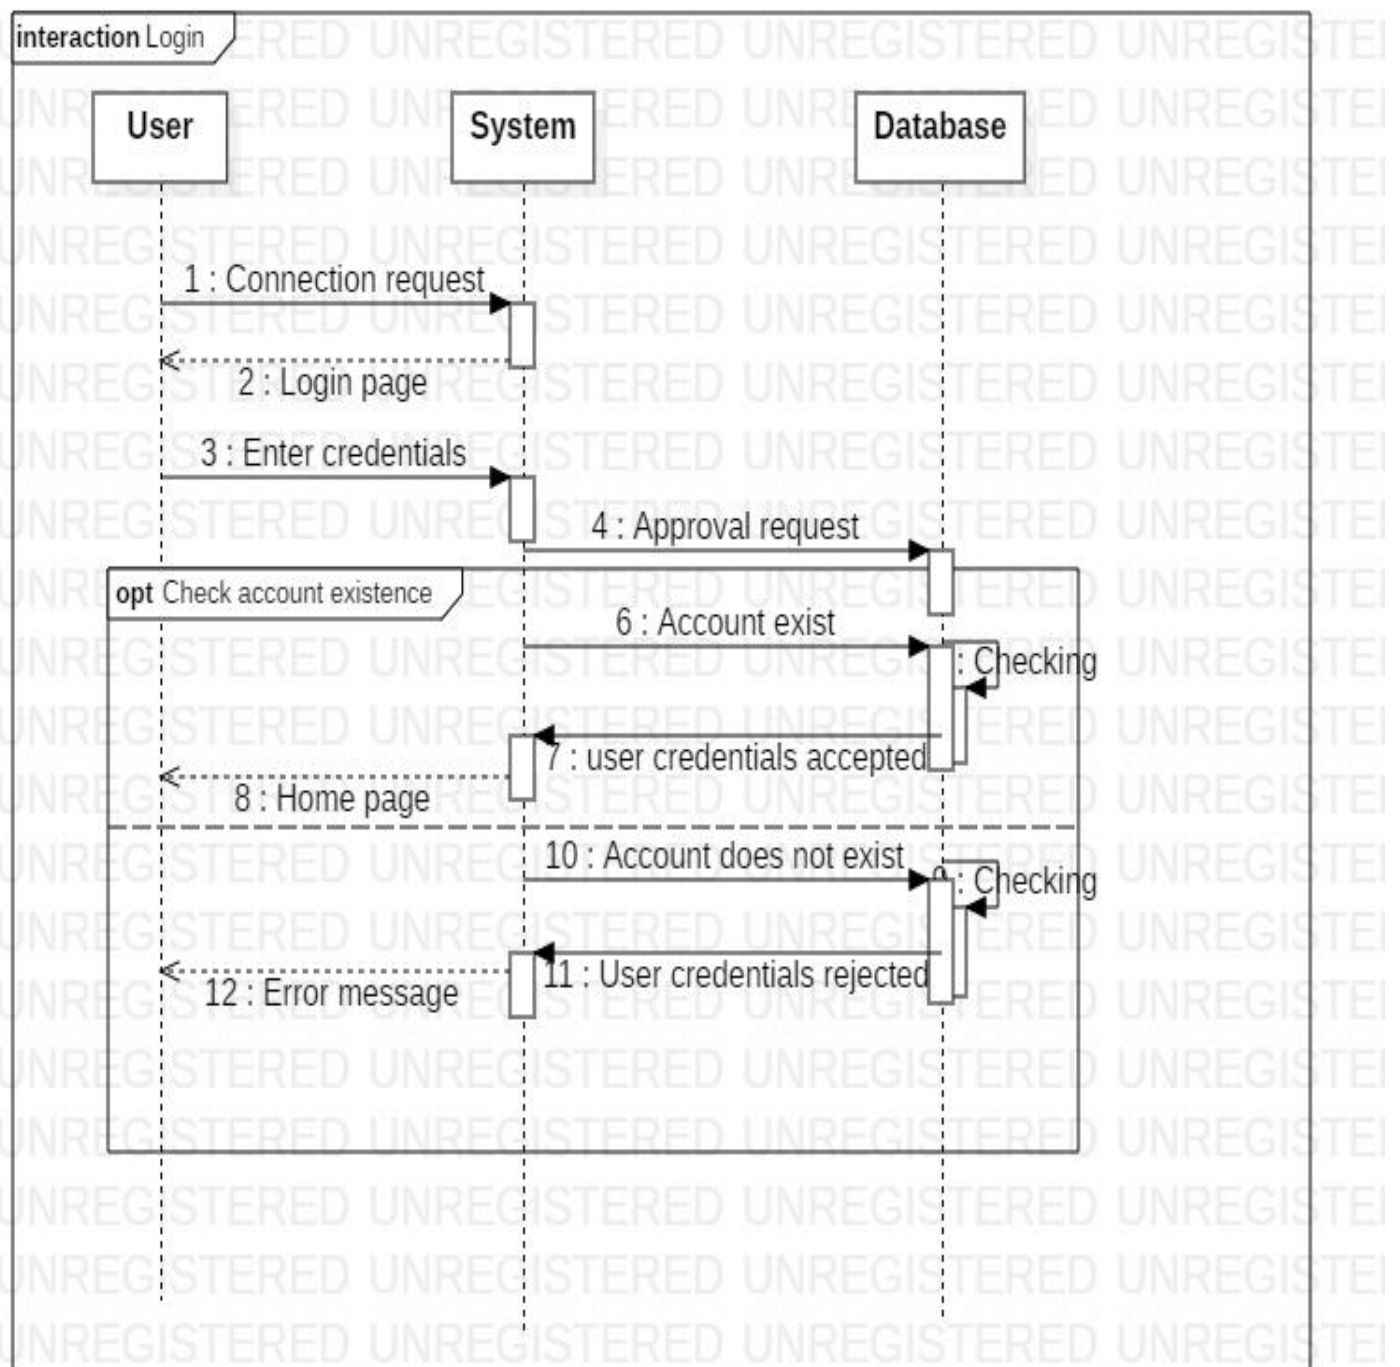 interaction Login
User
System
Database
1 : Connection request
2 : Login page
3 : Enter credentials
4 : Approval request
opt Check account existence
6 : Account exist
: Checking
7 : user credentials accepted
8 : Home page
10 : Account does not exist
: Checking
11 : User credentials rejected
12 : Error message
UNREGISTERED